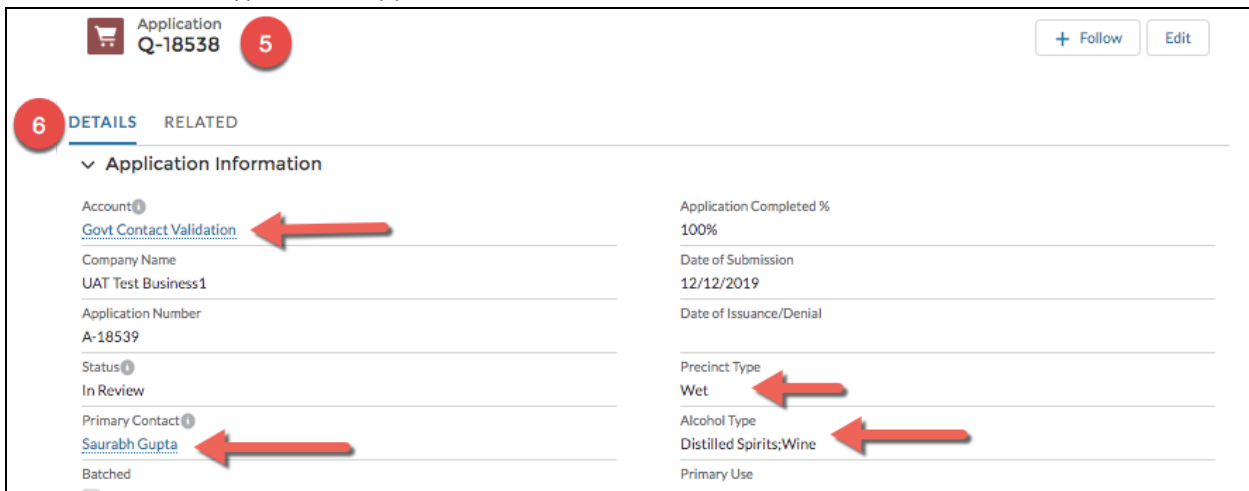 Application
Q-18538
5
+ Follow
Edit
6
DETAILS RELATED
Application Information
Account
Govt Contact Validation
Application Completed %
100%
Company Name
UAT Test Business1
Date of Submission
12/12/2019
Application Number
A-18539
Date of Issuance/Denial
Status
In Review
Precinct Type
Wet
Primary Contact
Saurabh Gupta
Alcohol Type
Distilled Spirits;Wine
Batched
Primary Use